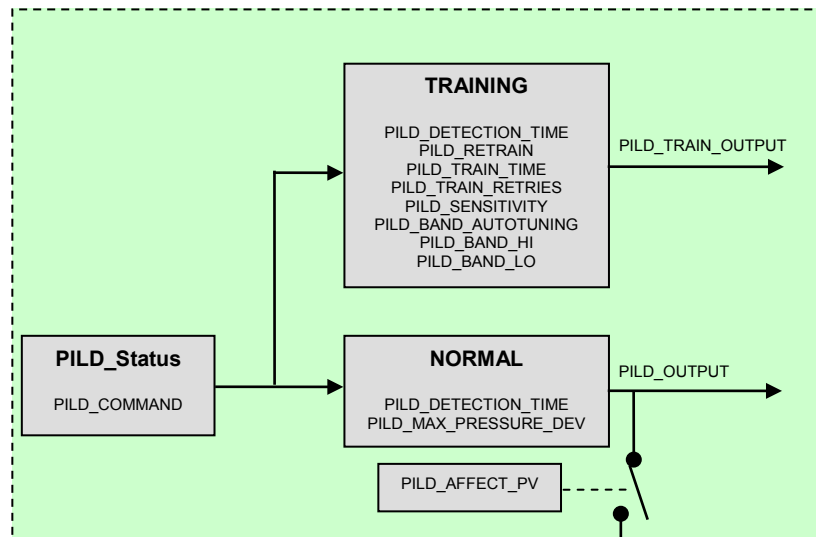 TRAINING
PILD_DETECTION_TIME
PILD_RETRAIN
PILD_TRAIN_TIME
PILD_TRAIN_RETRIES
PILD_SENSITIVITY
PILD_BAND_AUTOTUNING
PILD_BAND_HI
PILD_BAND_LO
PILD_TRAIN_OUTPUT
PILD_Status
PILD_COMMAND
NORMAL
PILD_DETECTION_TIME
PILD_MAX_PRESSURE_DEV
PILD_OUTPUT
PILD_AFFECT_PV